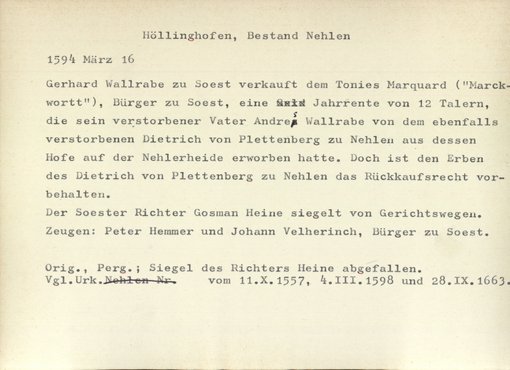 Höllinghofen, Bestand Nehlen
1594 März 16
Gerhard Wallrabe zu Soest verkauft dem Tonies Marquard ("Marck-
wortt"), Bürger zu Soest, eine Jahrrente von 12 Talern,
die sein verstorbener Vater Andres Wallrabe von dem ebenfalls
verstorbenen Dietrich von Plettenberg zu Nehlen aus dessen
Hofe auf der Nehlerheide erworben hatte. Doch ist den Erben
des Dietrich von Plettenberg zu Nehlen das Rückkaufsrecht vor-
behalten.
Der Soester Richter Gosman Heine siegelt von Gerichtswegen.
Zeugen: Peter Hemmer und Johann Velherinch, Bürger zu Soest.
Orig., Perg.; Siegel des Richters Heine abgefallen.
Vgl.Urk. Nehlen Nr. vom 11.X.1557, 4.III.1598 und 28.IX.1663.